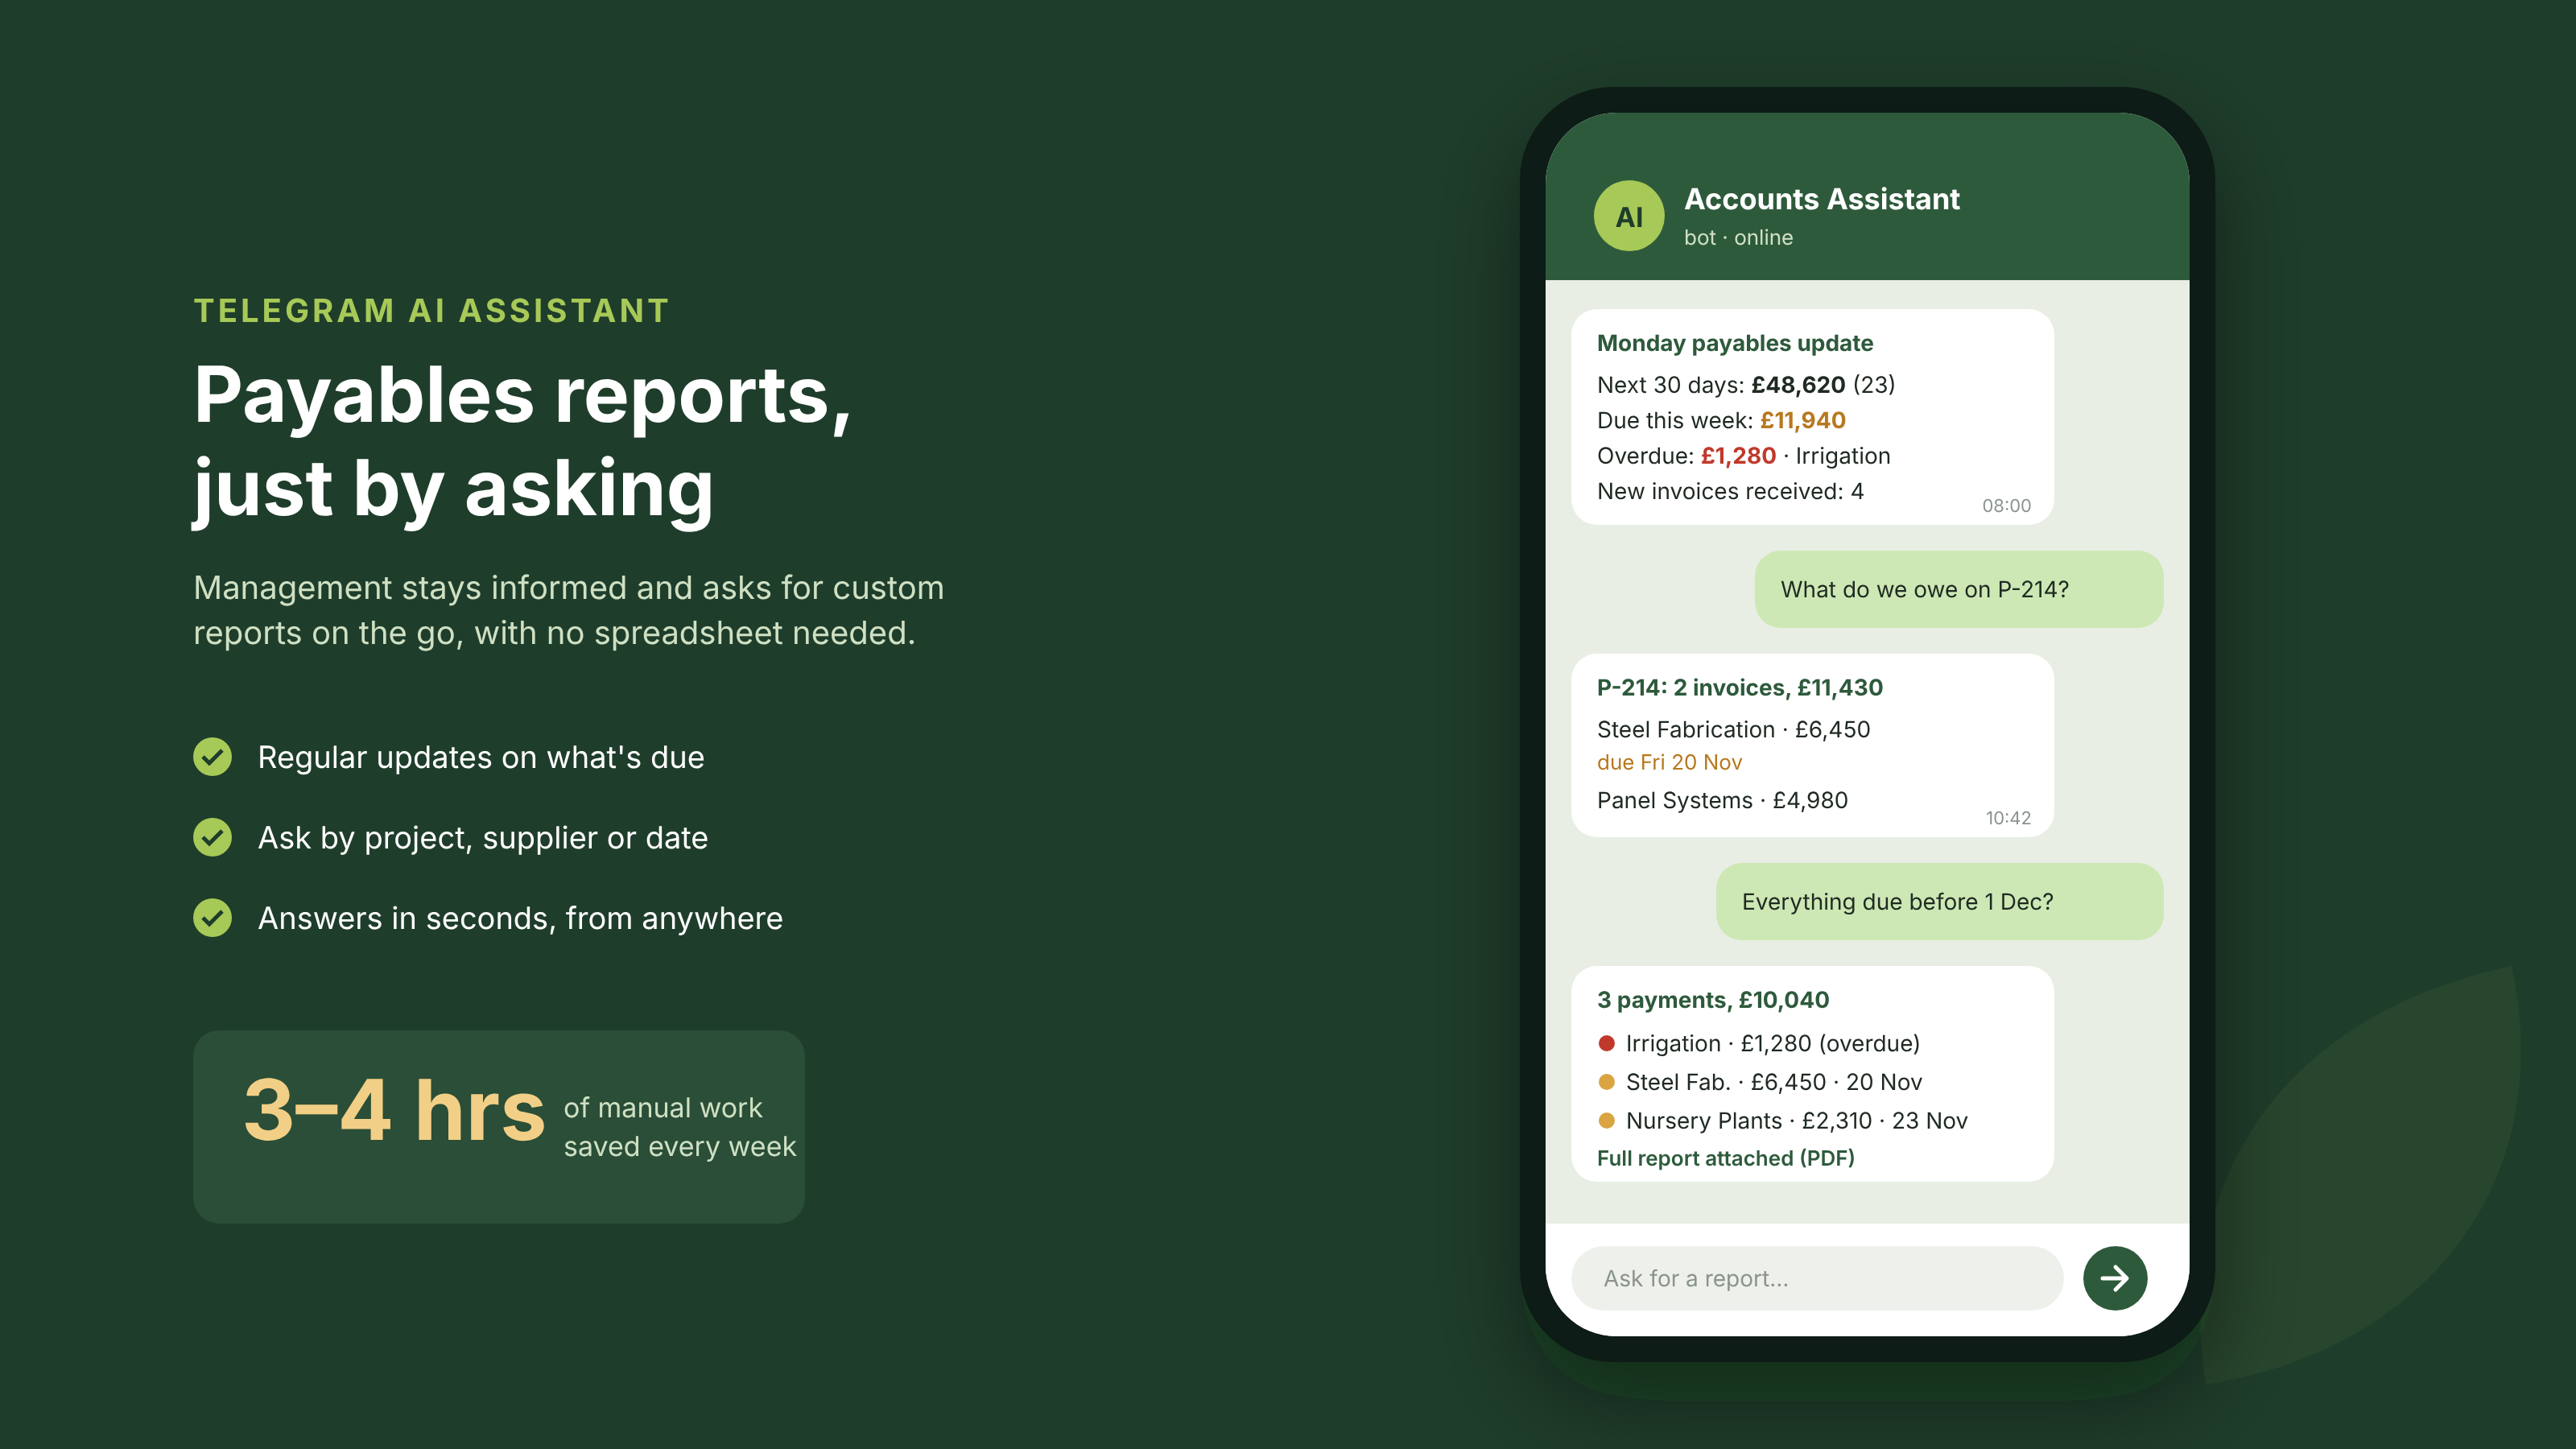 TELEGRAM AI ASSISTANT
Payables reports,
just by asking
Management stays informed and asks for custom
reports on the go, with no spreadsheet needed.
Regular updates on what's due
Ask by project, supplier or date
Answers in seconds, from anywhere
3–4 hrs
of manual work
saved every week
AI
Accounts Assistant
bot · online
Monday payables update
Next 30 days: £48,620 (23)
Due this week: £11,940
Overdue: £1,280 · Irrigation
New invoices received: 4
08:00
What do we owe on P-214?
P-214: 2 invoices, £11,430
Steel Fabrication · £6,450
due Fri 20 Nov
Panel Systems · £4,980
10:42
Everything due before 1 Dec?
3 payments, £10,040
Irrigation · £1,280 (overdue)
Steel Fab. · £6,450 · 20 Nov
Nursery Plants · £2,310 · 23 Nov
Full report attached (PDF)
Ask for a report...